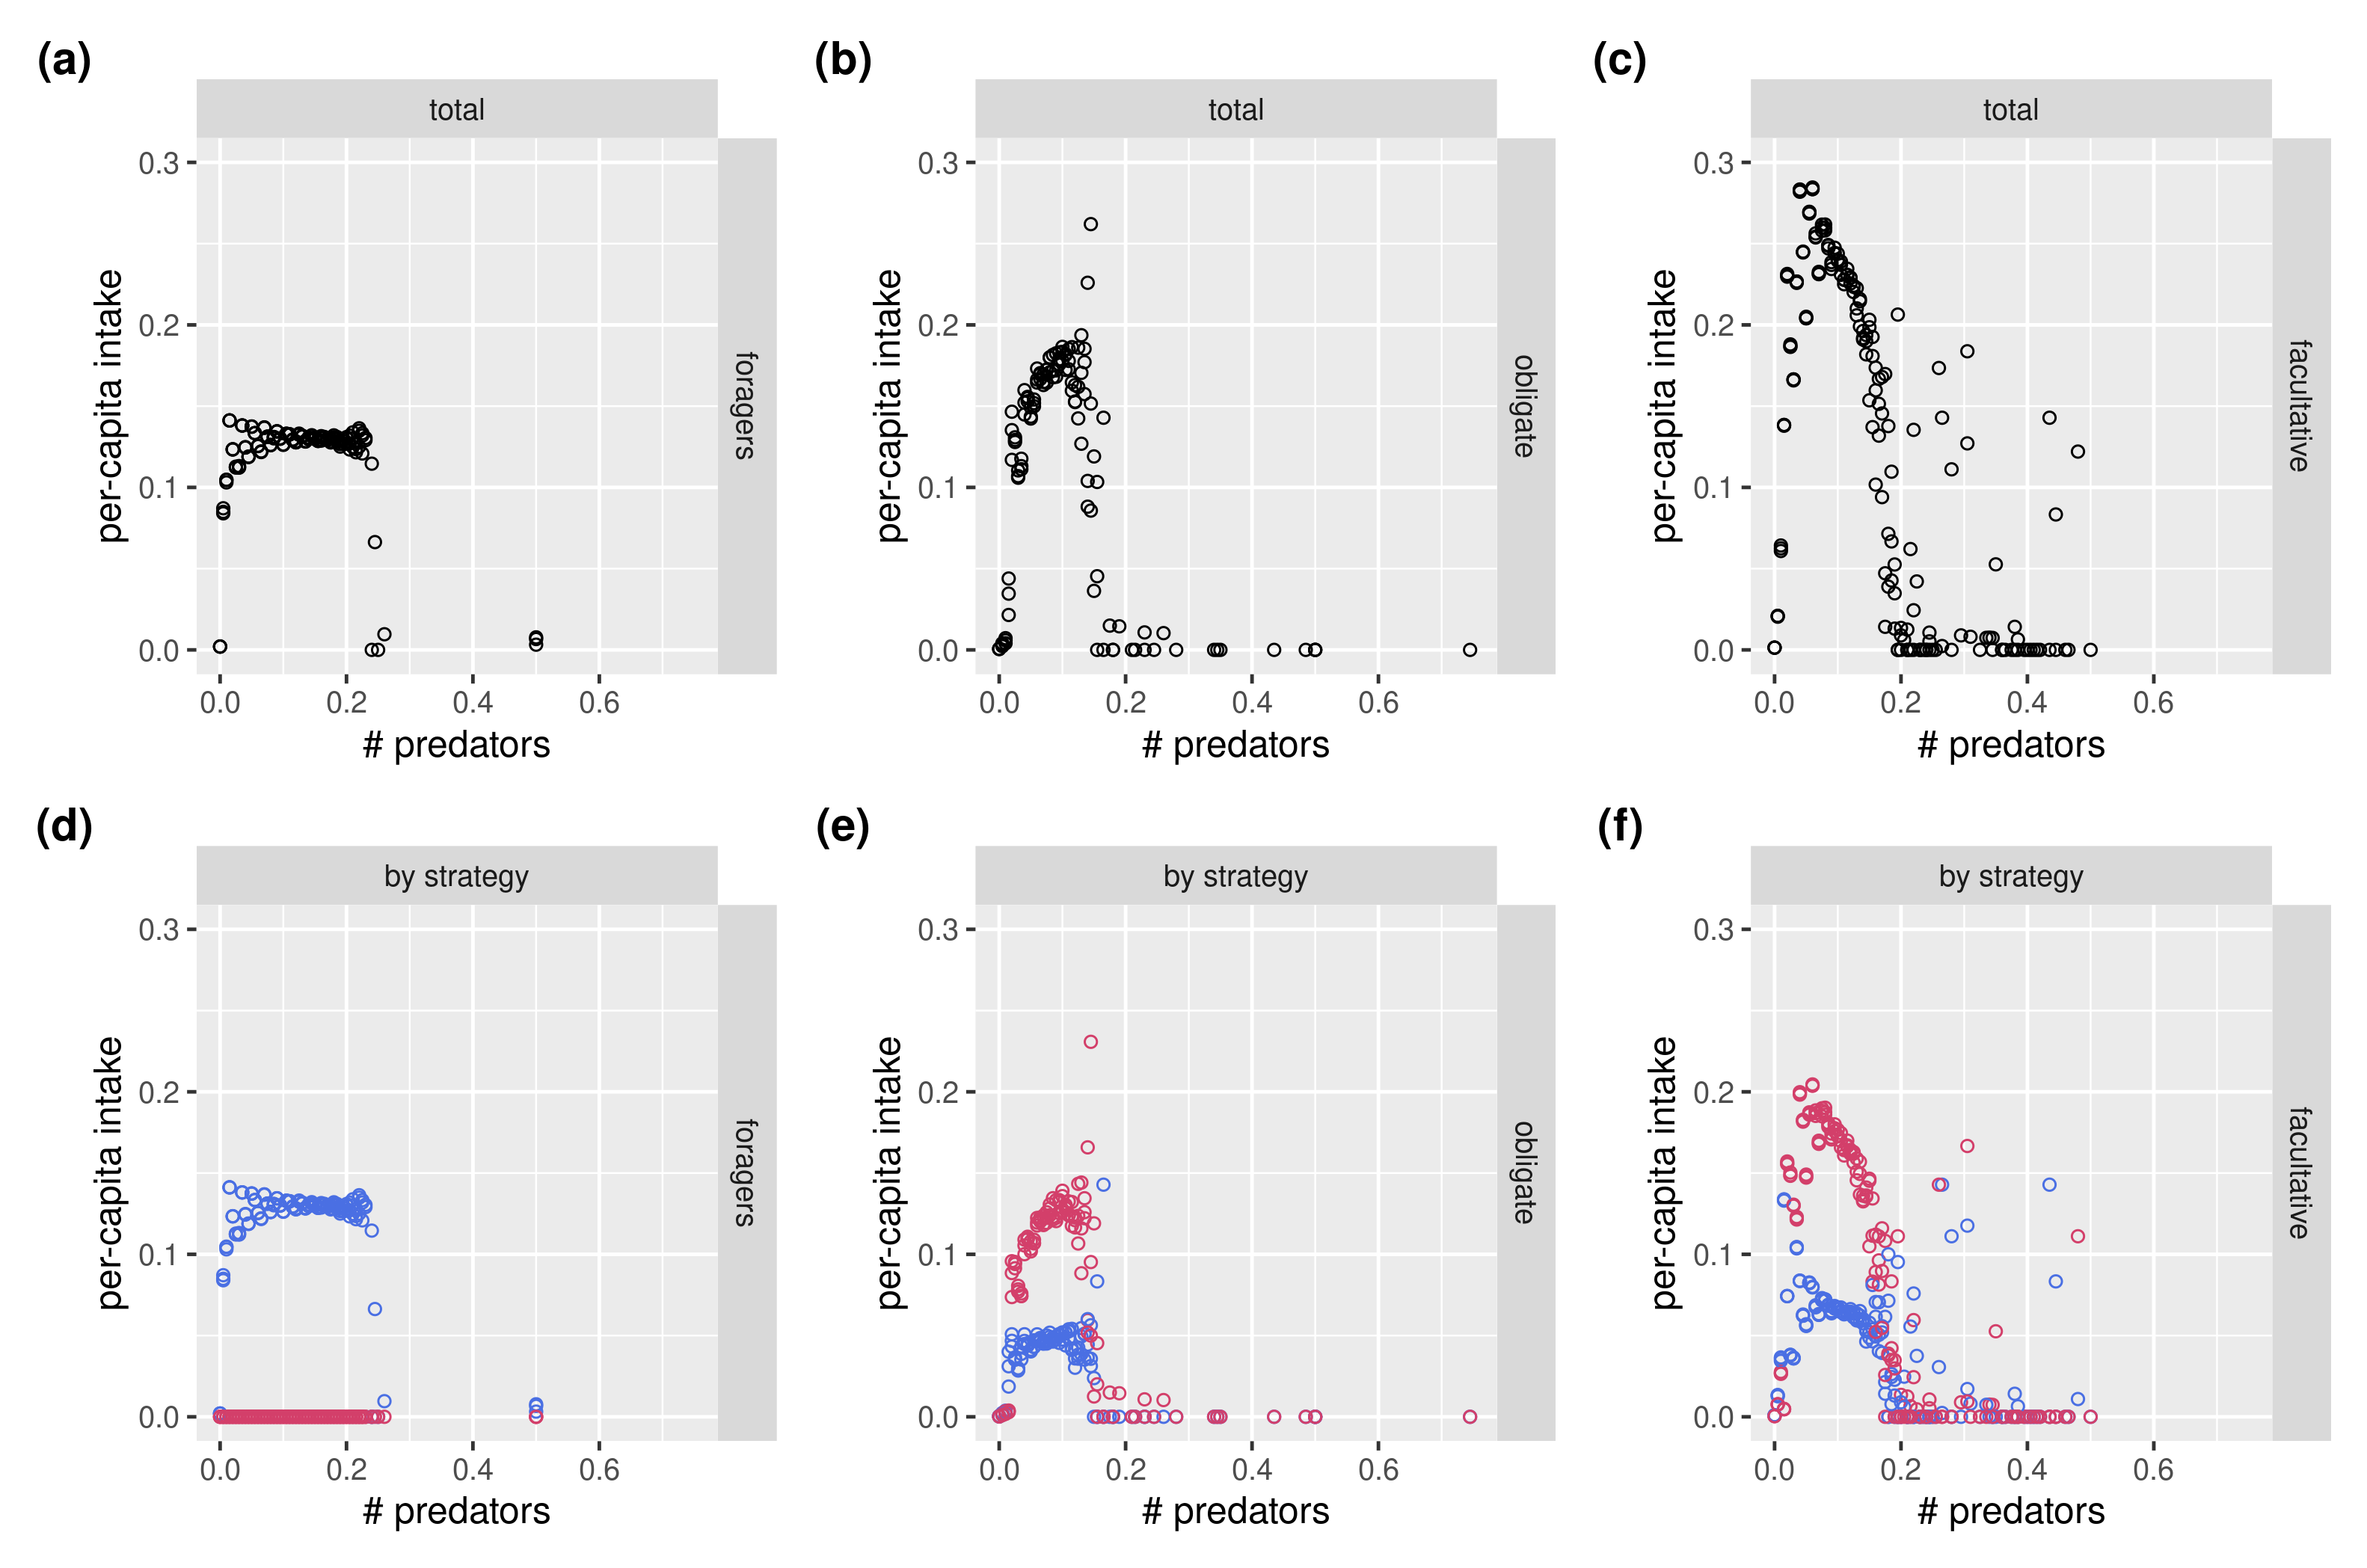 (a)
total
0.3
0.2
0.1
0.0
per-capita intake
foragers
0.0 0.2 0.4 0.6
# predators
(b)
total
0.3
0.2
0.1
0.0
per-capita intake
obligate
0.0 0.2 0.4 0.6
# predators
(c)
total
0.3
0.2
0.1
0.0
per-capita intake
facultative
0.0 0.2 0.4 0.6
# predators
(d)
by strategy
0.3
0.2
0.1
0.0
per-capita intake
foragers
0.0 0.2 0.4 0.6
# predators
(e)
by strategy
0.3
0.2
0.1
0.0
per-capita intake
obligate
0.0 0.2 0.4 0.6
# predators
(f)
by strategy
0.3
0.2
0.1
0.0
per-capita intake
facultative
0.0 0.2 0.4 0.6
# predators